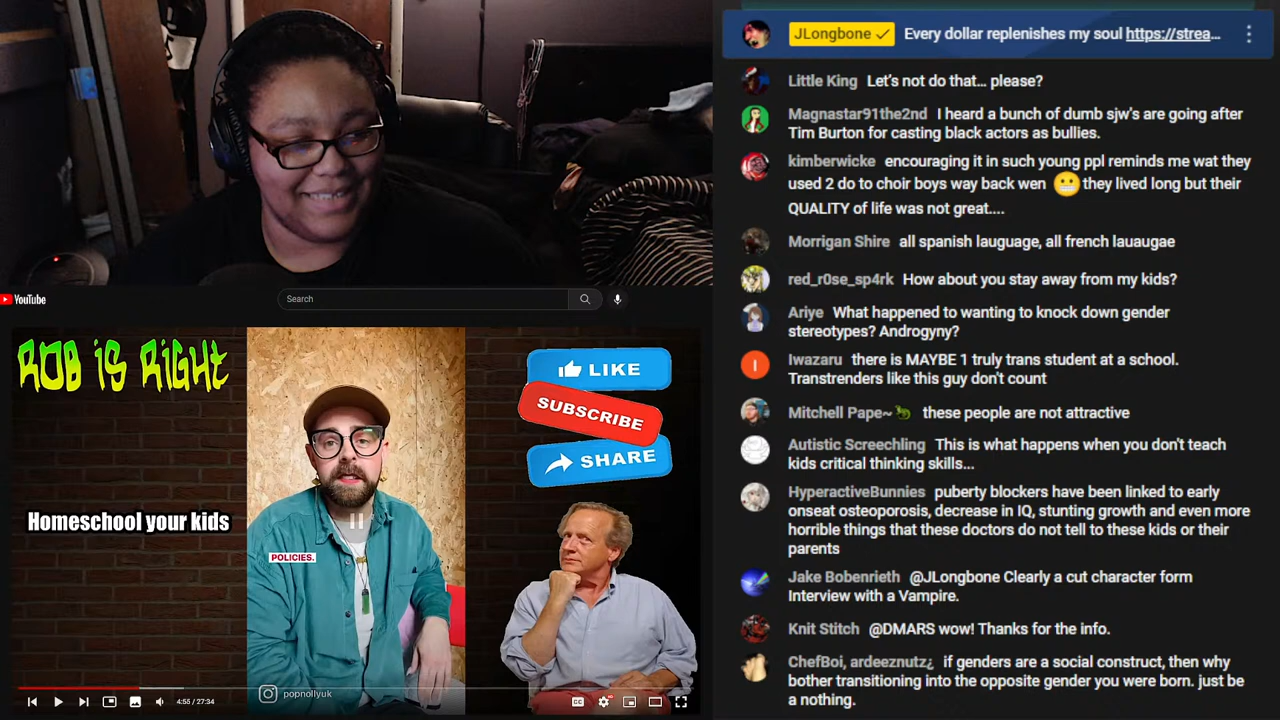 JLongbone ✓ Every dollar replenishes my soul https://strea...
Little King Let's not do that... please?
Magnastar91the2nd I heard a bunch of dumb sjw's are going after
Tim Burton for casting black actors as bullies.
kimberwicke encouraging it in such young ppl reminds me wat they
used 2 do to choir boys way back wen 😬 they lived long but their
QUALITY of life was not great....
Morrigan Shire all spanish lauguage, all french lauaugae
red_r0se_sp4rk How about you stay away from my kids?
Ariye What happened to wanting to knock down gender
stereotypes? Androgyny?
Iwazaru there is MAYBE 1 truly trans student at a school.
Transtrenders like this guy don't count
Mitchell Pape~🦎 these people are not attractive
Autistic Screechling This is what happens when you don't teach
kids critical thinking skills...
HyperactiveBunnies puberty blockers have been linked to early
onseat osteoporosis, decrease in IQ, stunting growth and even more
horrible things that these doctors do not tell to these kids or their
parents
Jake Bobenrieth @JLongbone Clearly a cut character form
Interview with a Vampire.
Knit Stitch @DMARS wow! Thanks for the info.
ChefBoi, ardeeznutz¿ if genders are a social construct, then why
bother transitioning into the opposite gender you were born. just be
a nothing.
YouTube
Search
ROB iS RiGHt
Homeschool your kids
POLICIES.
popnollyuk
LIKE
SUBSCRIBE
SHARE
4:55 / 27:34
CC
HD
I